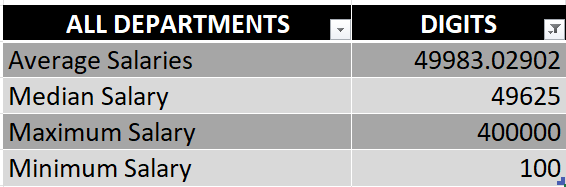 ALL DEPARTMENTS DIGITS
Average Salaries 49983.02902
Median Salary 49625
Maximum Salary 400000
Minimum Salary 100